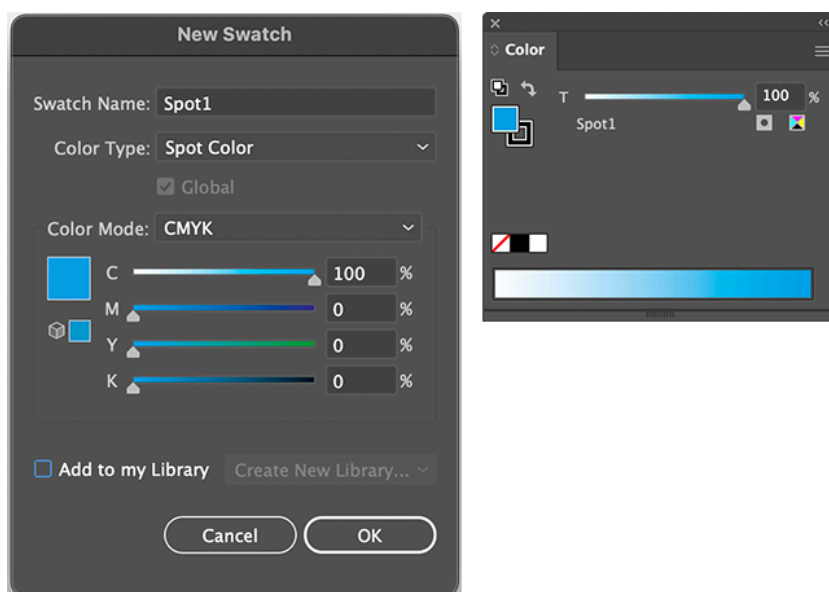 New Swatch
Swatch Name: Spot1
Color Type: Spot Color
Global
Color Mode: CMYK
C 100 %
M 0 %
Y 0 %
K 0 %
Add to my Library Create New Library...
Cancel OK
Color
T 100 %
Spot1